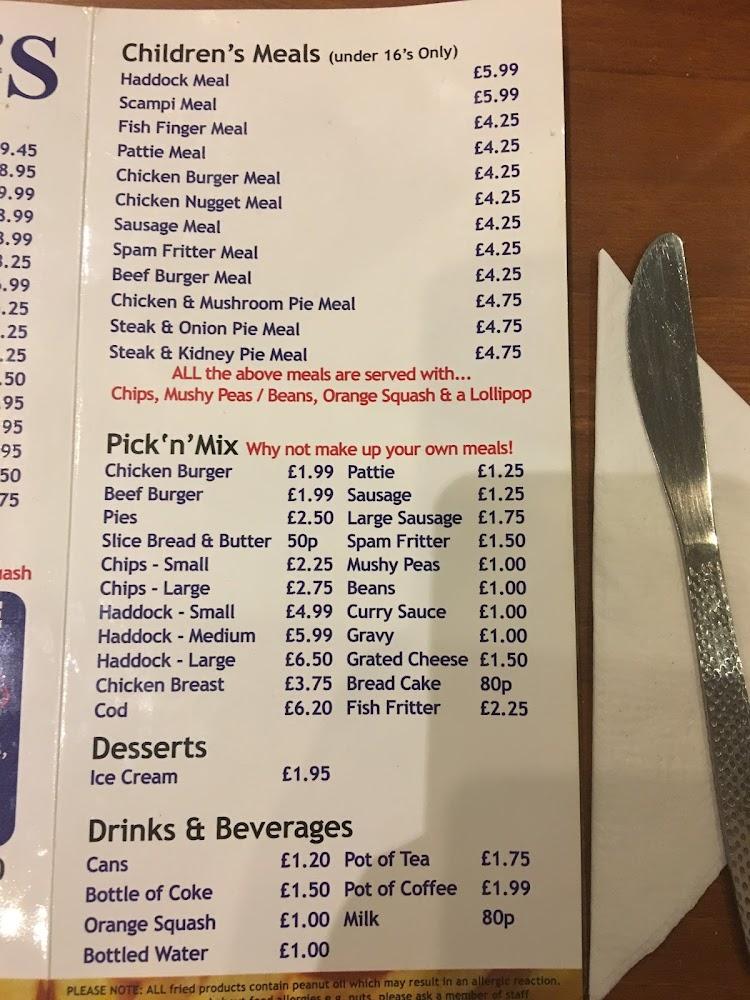 'S
Children's Meals (under 16's Only)
Haddock Meal £5.99
Scampi Meal £5.99
Fish Finger Meal £4.25
Pattie Meal £4.25
Chicken Burger Meal £4.25
Chicken Nugget Meal £4.25
Sausage Meal £4.25
Spam Fritter Meal £4.25
Beef Burger Meal £4.25
Chicken & Mushroom Pie Meal £4.75
Steak & Onion Pie Meal £4.75
Steak & Kidney Pie Meal £4.75
ALL the above meals are served with...
Chips, Mushy Peas / Beans, Orange Squash & a Lollipop
Pick'n'Mix Why not make up your own meals!
Chicken Burger £1.99 Pattie £1.25
Beef Burger £1.99 Sausage £1.25
Pies £2.50 Large Sausage £1.75
Slice Bread & Butter 50p Spam Fritter £1.50
Chips - Small £2.25 Mushy Peas £1.00
Chips - Large £2.75 Beans £1.00
Haddock - Small £4.99 Curry Sauce £1.00
Haddock - Medium £5.99 Gravy £1.00
Haddock - Large £6.50 Grated Cheese £1.50
Chicken Breast £3.75 Bread Cake 80p
Cod £6.20 Fish Fritter £2.25
Desserts
Ice Cream £1.95
Drinks & Beverages
Cans £1.20 Pot of Tea £1.75
Bottle of Coke £1.50 Pot of Coffee £1.99
Orange Squash £1.00 Milk 80p
Bottled Water £1.00
PLEASE NOTE: ALL fried products contain peanut oil which may result in an allergic reaction.
food allergies e.g. nuts, please ask a member of staff